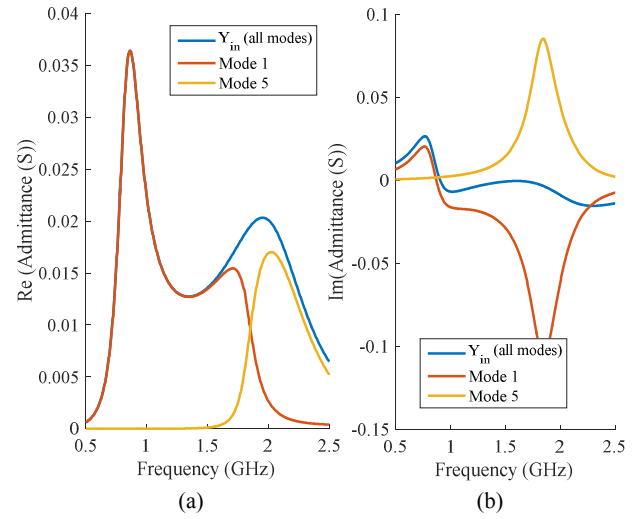 0.04
0.035
0.03
0.025
0.02
0.015
0.01
0.005
0
0.5
1
1.5
2
2.5
Re (Admittance (S))
Frequency (GHz)
Y_in (all modes)
Mode 1
Mode 5
(a)
0.1
0.05
0
-0.05
-0.1
-0.15
0.5
1
1.5
2
2.5
Im(Admittance (S))
Frequency (GHz)
Y_in (all modes)
Mode 1
Mode 5
(b)